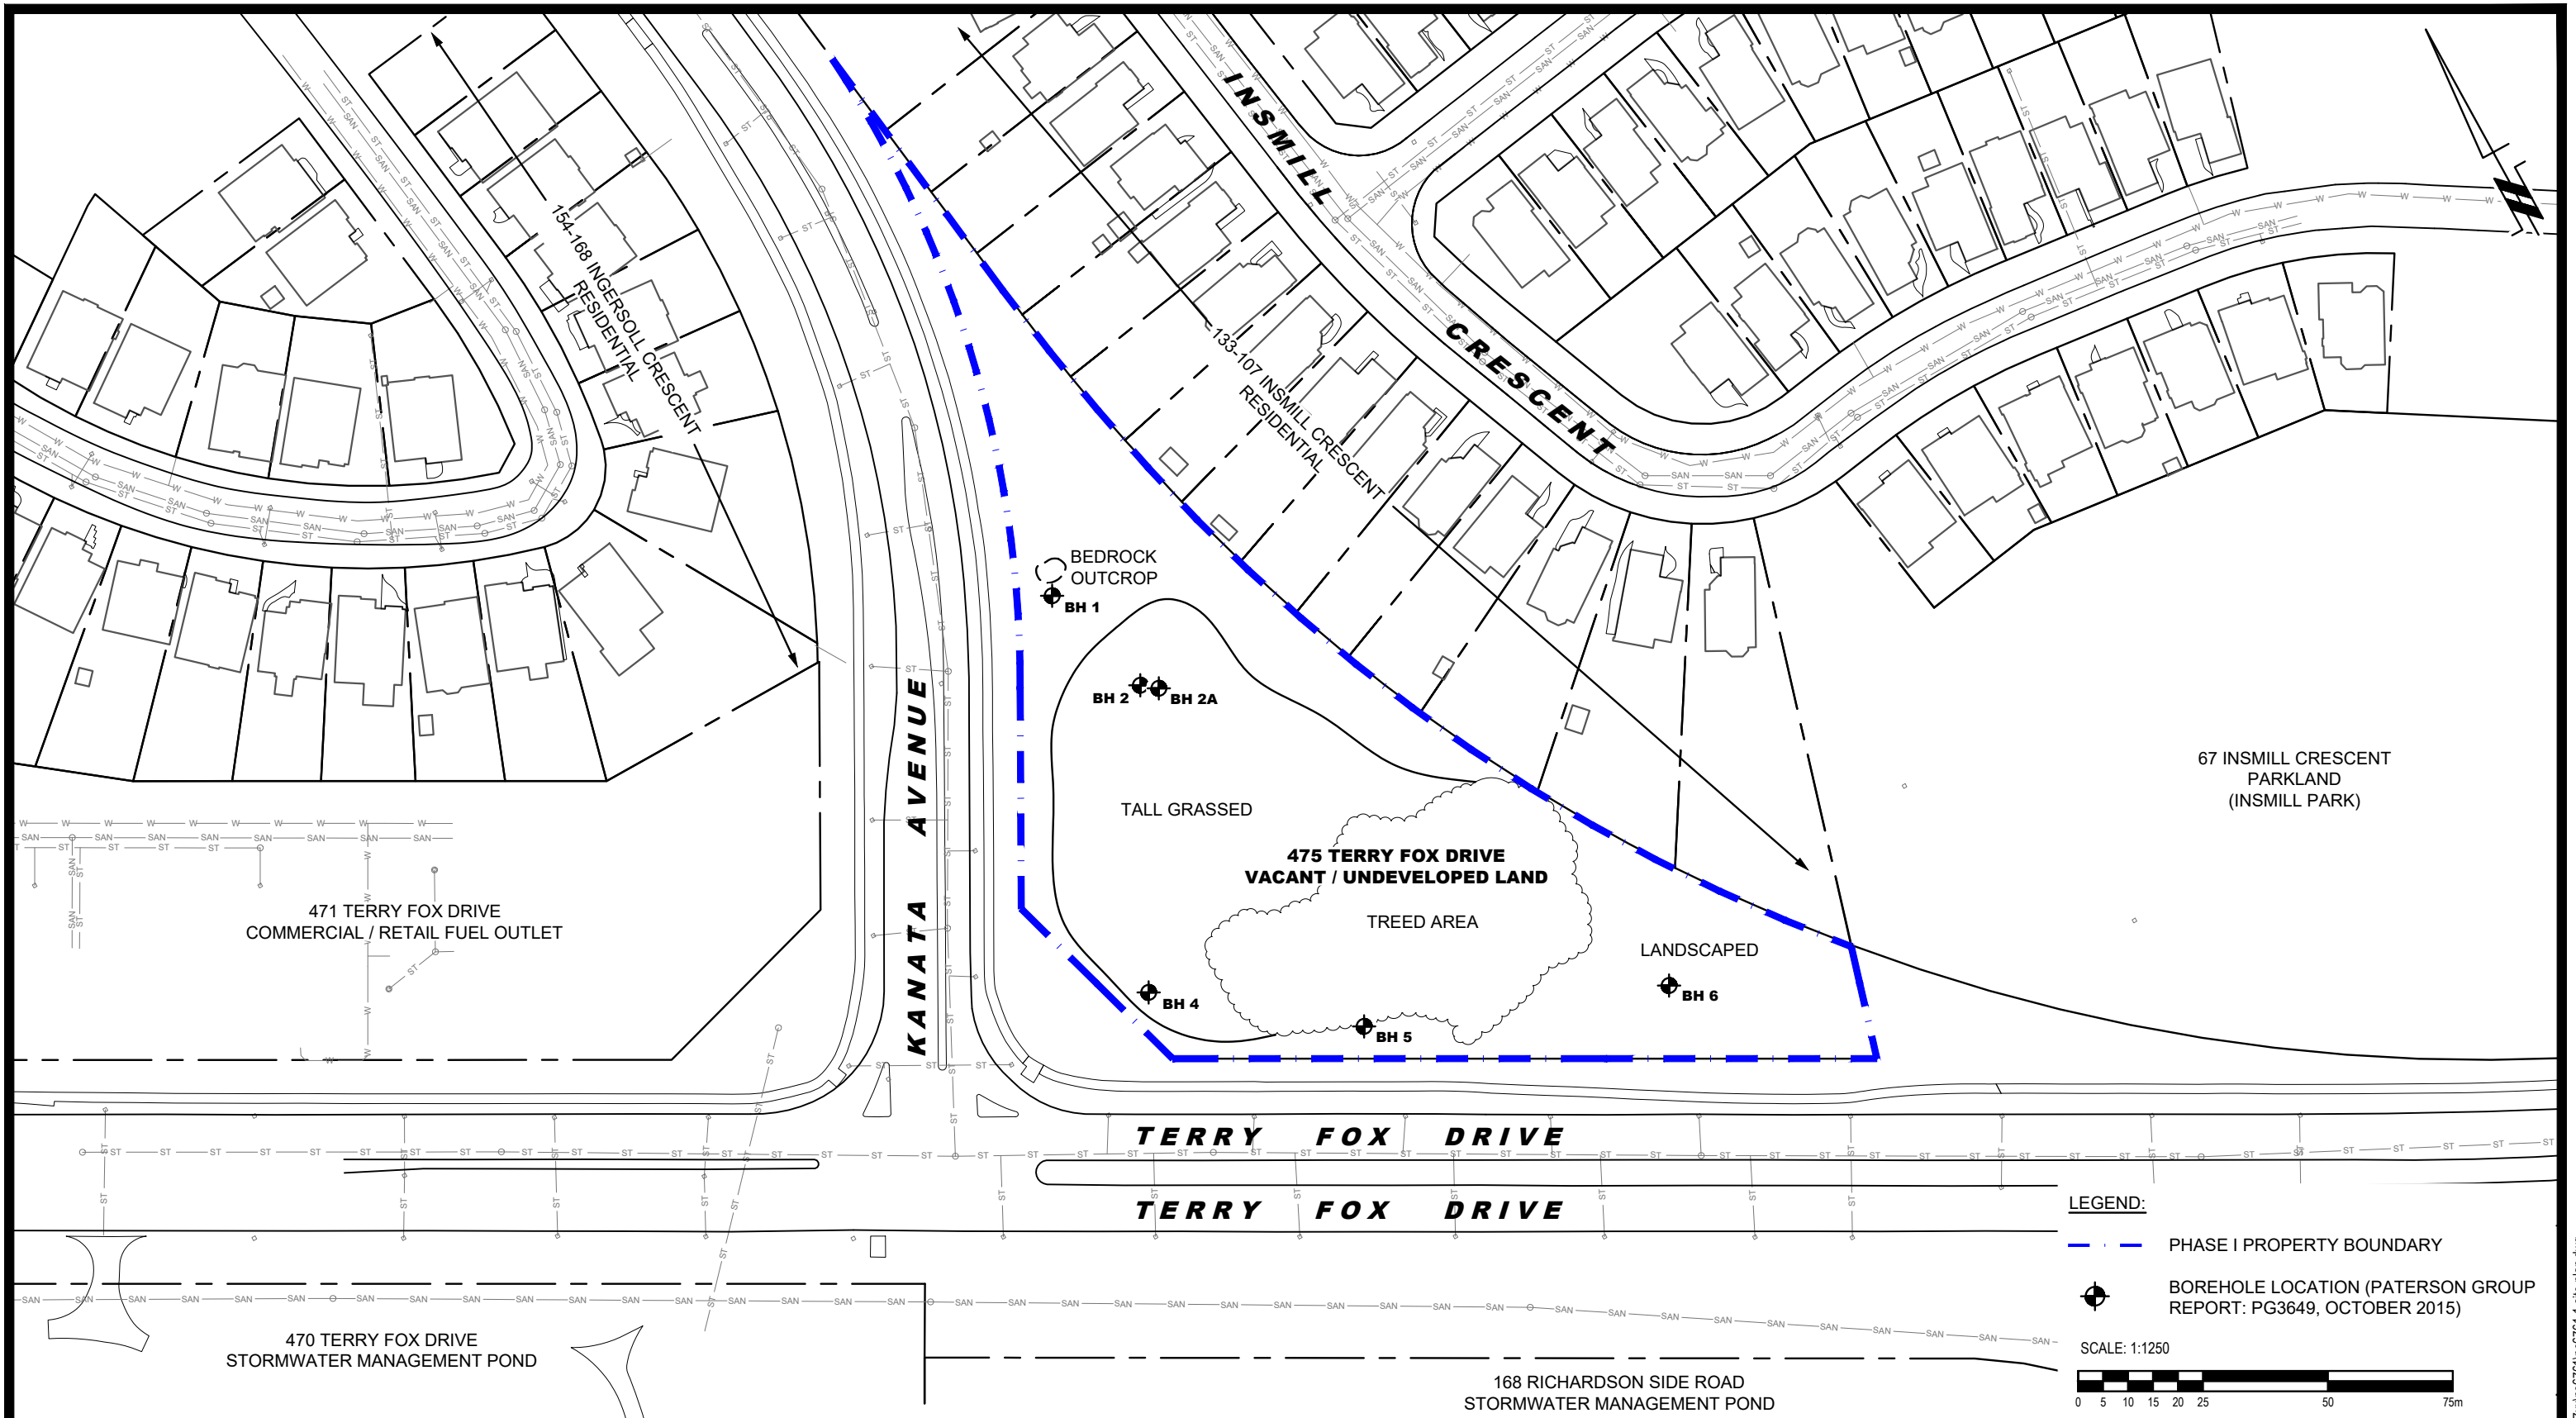 INSMILL
CRESCENT
154-168 INGERSOLL CRESCENT
RESIDENTIAL
133-107 INSMILL CRESCENT
RESIDENTIAL
BEDROCK
OUTCROP
BH 1
BH 2
BH 2A
KANATA AVENUE
TALL GRASSED
475 TERRY FOX DRIVE
VACANT / UNDEVELOPED LAND
TREED AREA
LANDSCAPED
BH 4
BH 5
BH 6
67 INSMILL CRESCENT
PARKLAND
(INSMILL PARK)
471 TERRY FOX DRIVE
COMMERCIAL / RETAIL FUEL OUTLET
TERRY FOX DRIVE
TERRY FOX DRIVE
470 TERRY FOX DRIVE
STORMWATER MANAGEMENT POND
168 RICHARDSON SIDE ROAD
STORMWATER MANAGEMENT POND
LEGEND:
PHASE I PROPERTY BOUNDARY
BOREHOLE LOCATION (PATERSON GROUP
REPORT: PG3649, OCTOBER 2015)
SCALE: 1:1250
0 5 10 15 20 25 50 75m